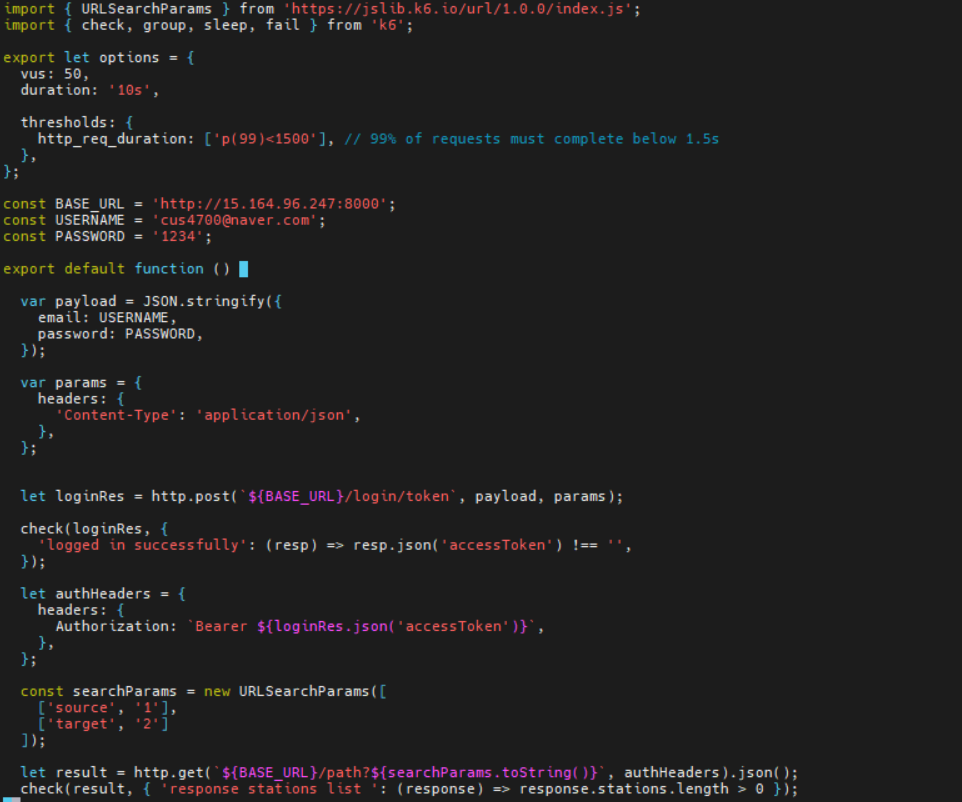 import { URLSearchParams } from 'https://jslib.k6.io/url/1.0.0/index.js';
import { check, group, sleep, fail } from 'k6';

export let options = {
  vus: 50,
  duration: '10s',

  thresholds: {
    http_req_duration: ['p(99)<1500'], // 99% of requests must complete below 1.5s
  },
};

const BASE_URL = 'http://15.164.96.247:8000';
const USERNAME = 'cus4700@naver.com';
const PASSWORD = '1234';

export default function ()

  var payload = JSON.stringify({
    email: USERNAME,
    password: PASSWORD,
  });

  var params = {
    headers: {
      'Content-Type': 'application/json',
    },
  };


  let loginRes = http.post(`${BASE_URL}/login/token`, payload, params);

  check(loginRes, {
    'logged in successfully': (resp) => resp.json('accessToken') !== '',
  });

  let authHeaders = {
    headers: {
      Authorization: `Bearer ${loginRes.json('accessToken')}`,
    },
  };

  const searchParams = new URLSearchParams([
    ['source', '1'],
    ['target', '2']
  ]);

  let result = http.get(`${BASE_URL}/path?${searchParams.toString()}`, authHeaders).json();
  check(result, { 'response stations list ': (response) => response.stations.length > 0 });